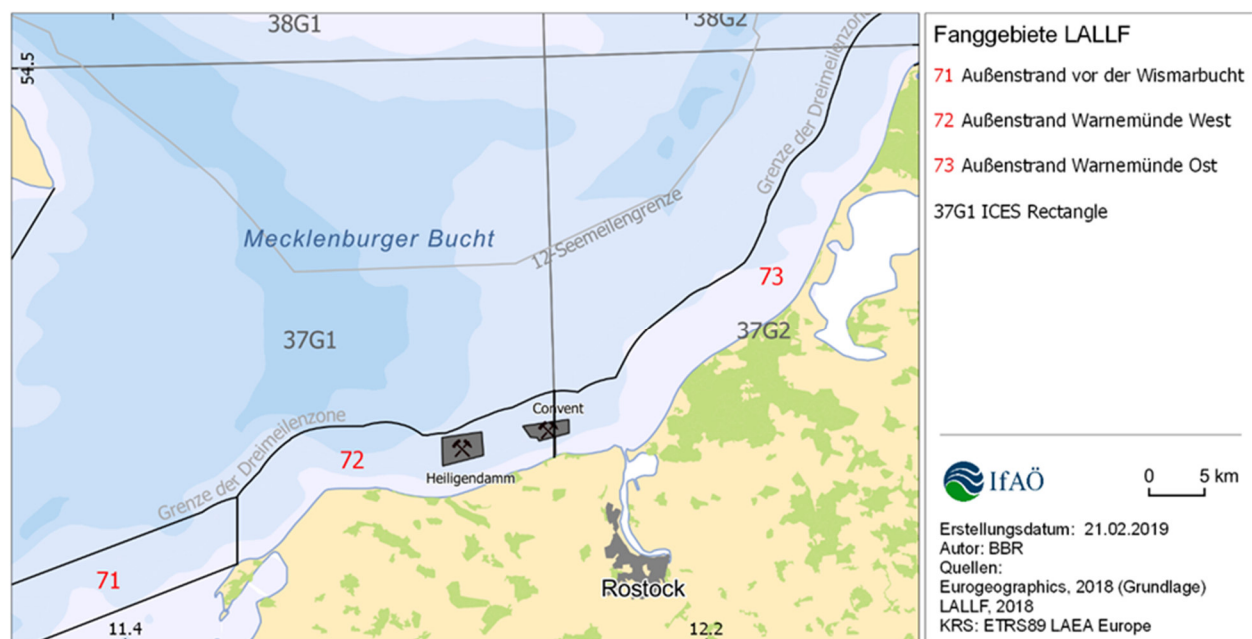 38G1
38G2
54.5
Grenze der Dreimeilenzone
12-Seemeilengrenze
Mecklenburger Bucht
73
37G1
37G2
Convent
Grenze der Dreimeilenzone
72
Heiligendamm
71
Rostock
11.4
12.2
Fanggebiete LALLF
71 Außenstrand vor der Wismarbucht
72 Außenstrand Warnemünde West
73 Außenstrand Warnemünde Ost
37G1 ICES Rectangle
IfAÖ
0 5 km
Erstellungsdatum: 21.02.2019
Autor: BBR
Quellen:
Eurogeographics, 2018 (Grundlage)
LALLF, 2018
KRS: ETRS89 LAEA Europe